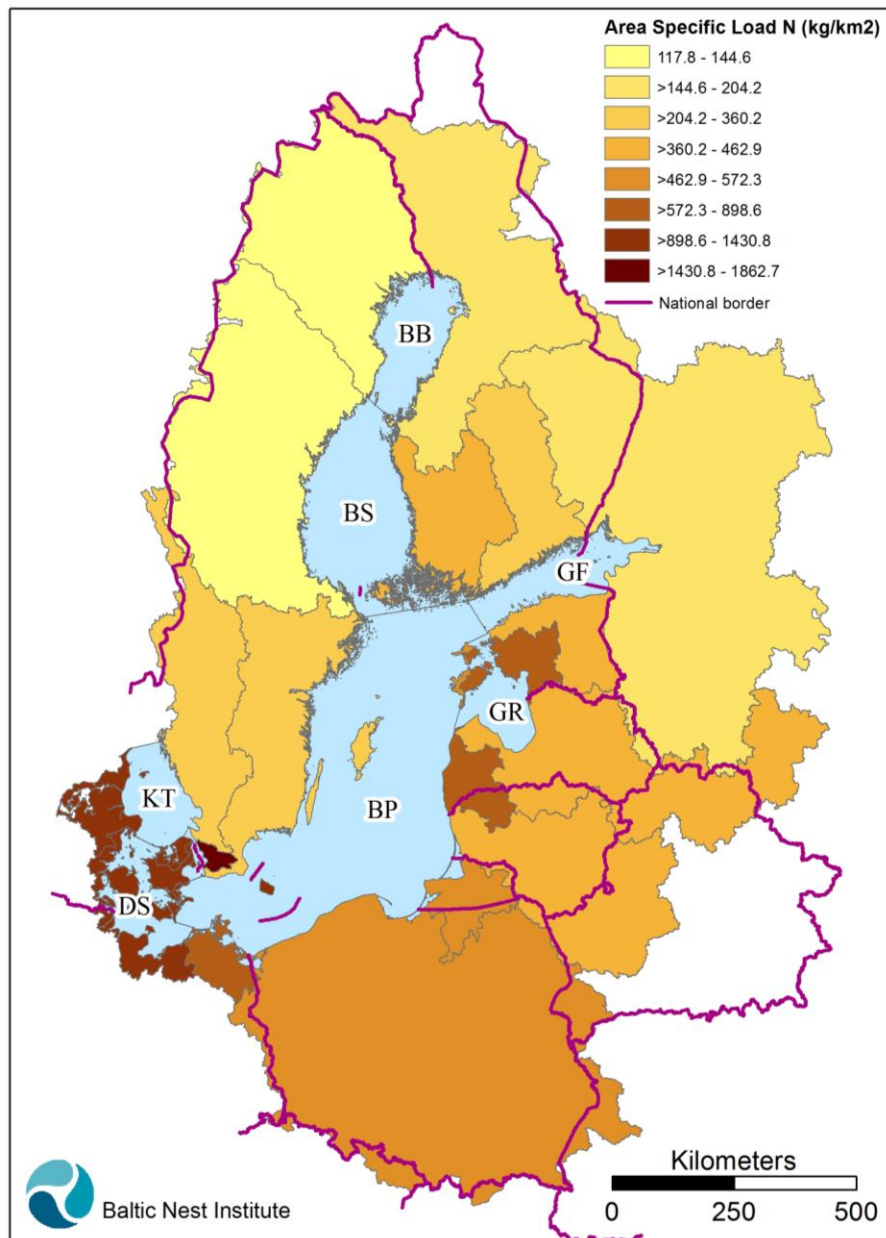 Area Specific Load N (kg/km2)
117.8 - 144.6
>144.6 - 204.2
>204.2 - 360.2
>360.2 - 462.9
>462.9 - 572.3
>572.3 - 898.6
>898.6 - 1430.8
>1430.8 - 1862.7
National border
BB
BS
GF
GR
KT
BP
DS
Kilometers
0 250 500
Baltic Nest Institute